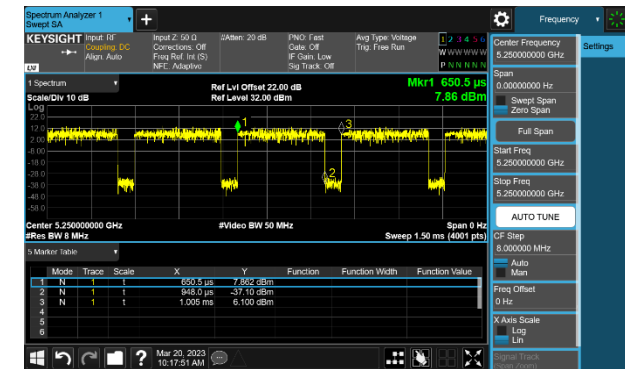 Spectrum Analyzer 1
Swept SA
Frequency
KEYSIGHT
Input: RF
Coupling: DC
Align: Auto
Input Z: 50 Ω
Corrections: Off
Freq Ref: Int (S)
NFE: Adaptive
#Atten: 20 dB
PNO: Fast
Gate: Off
IF Gain: Low
Sig Track: Off
Avg Type: Voltage
Trig: Free Run
1 2 3 4 5 6
W W W W W W
P N N N N N
LXI
Center Frequency
5.250000000 GHz
Settings
Span
0.00000000 Hz
Swept Span
Zero Span
Full Span
Start Freq
5.250000000 GHz
Stop Freq
5.250000000 GHz
AUTO TUNE
CF Step
8.000000 MHz
Auto
Man
Freq Offset
0 Hz
X Axis Scale
Log
Lin
Signal Track
(Span Zoom)
1 Spectrum
Scale/Div 10 dB
Ref Lvl Offset 22.00 dB
Ref Level 32.00 dBm
Mkr1 650.5 µs
7.86 dBm
Log
22.0
12.0
2.00
-8.00
-18.0
-28.0
-38.0
-48.0
-58.0
1
2
3
Center 5.250000000 GHz
#Res BW 8 MHz
#Video BW 50 MHz
Span 0 Hz
Sweep 1.50 ms (4001 pts)
5 Marker Table
Mode Trace Scale X Y Function Function Width Function Value
1 N 1 t 650.5 µs 7.862 dBm
2 N 1 t 948.0 µs -37.10 dBm
3 N 1 t 1.005 ms 6.100 dBm
4
5
6
?
Mar 20, 2023
10:17:51 AM